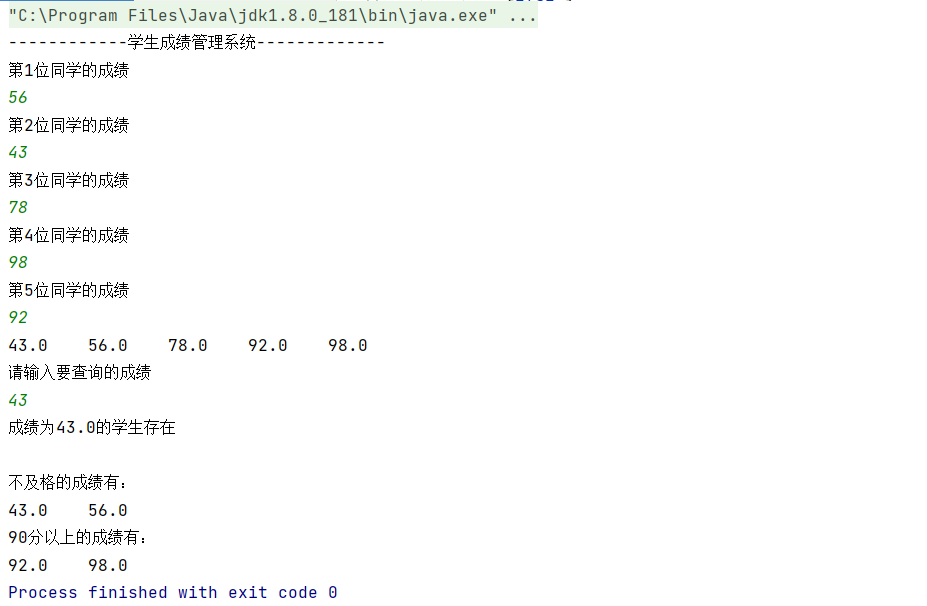 "C:\Program Files\Java\jdk1.8.0_181\bin\java.exe" ...
------------学生成绩管理系统-------------
第1位同学的成绩
56
第2位同学的成绩
43
第3位同学的成绩
78
第4位同学的成绩
98
第5位同学的成绩
92
43.0    56.0    78.0    92.0    98.0
请输入要查询的成绩
43
成绩为43.0的学生存在
不及格的成绩有:
43.0    56.0
90分以上的成绩有:
92.0    98.0
Process finished with exit code 0